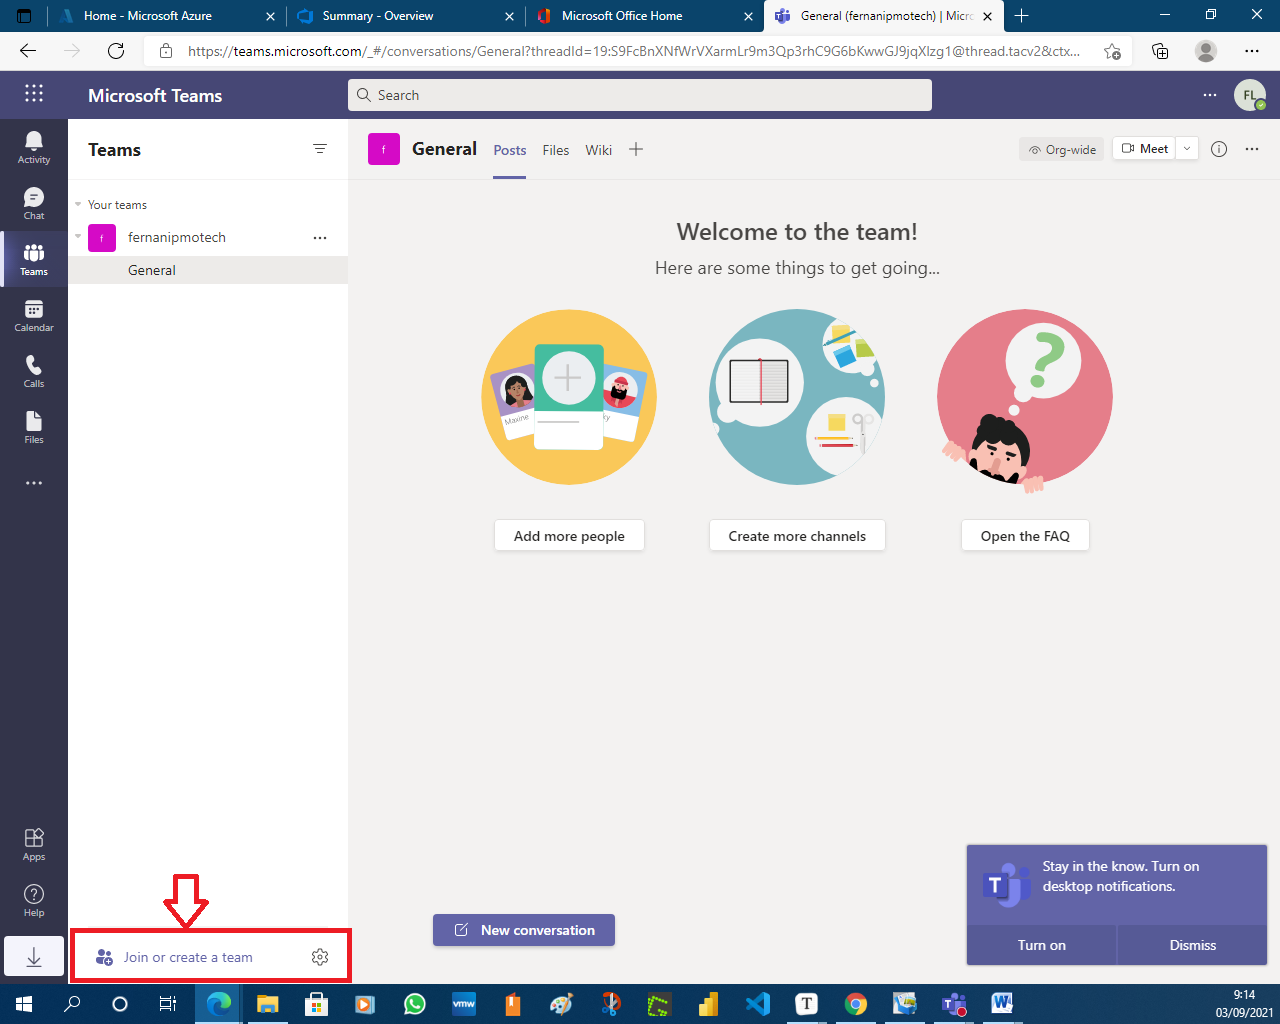 Home - Microsoft Azure
Summary - Overview
Microsoft Office Home
General (fernanipmotech) | Micr
https://teams.microsoft.com/_#/conversations/General?threadId=19:S9FcBnXNfWrVXarmLr9m3Qp3rhC9G6bKwwGJ9jqXIzg1@thread.tacv2&ctx...
Microsoft Teams
Search
FL
Activity
Chat
Teams
Calendar
Calls
Files
Apps
Help
Teams
Your teams
f fernanipmotech
General
Join or create a team
f General Posts Files Wiki
Org-wide
Meet
Welcome to the team!
Here are some things to get going...
Maxine
ky
Add more people
Create more channels
Open the FAQ
New conversation
Stay in the know. Turn on
desktop notifications.
Turn on
Dismiss
vmw
T
9:14
03/09/2021